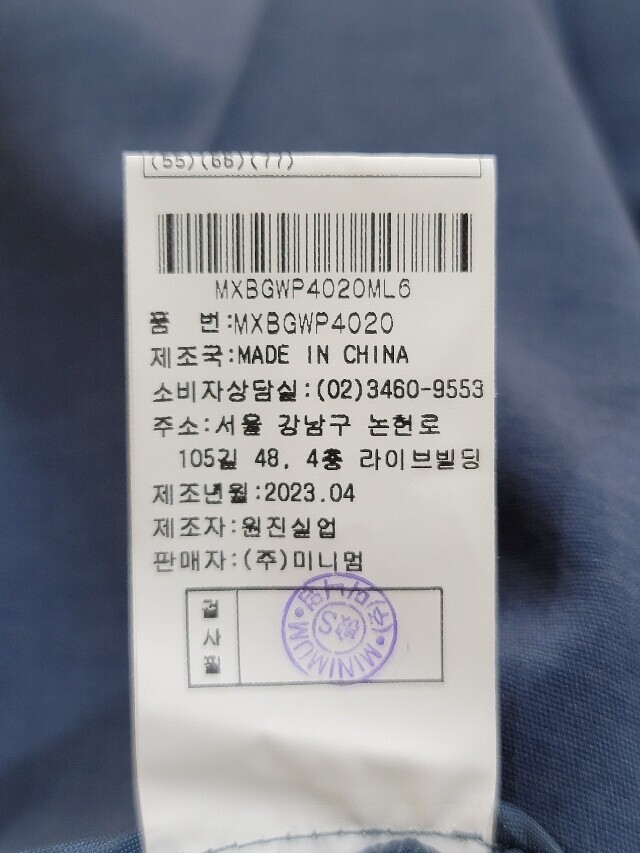 (55)(66)(77)
MXBGWP4020ML6
품 번:MXBGWP4020
제조국:MADE IN CHINA
소비자상담실:(02)3460-9553
주소:서울 강남구 논현로
105길 48, 4층 라이브빌딩
제조년월:2023.04
제조자:원진실업
판매자:(주)미니멈
검
사
필
MINIMUM